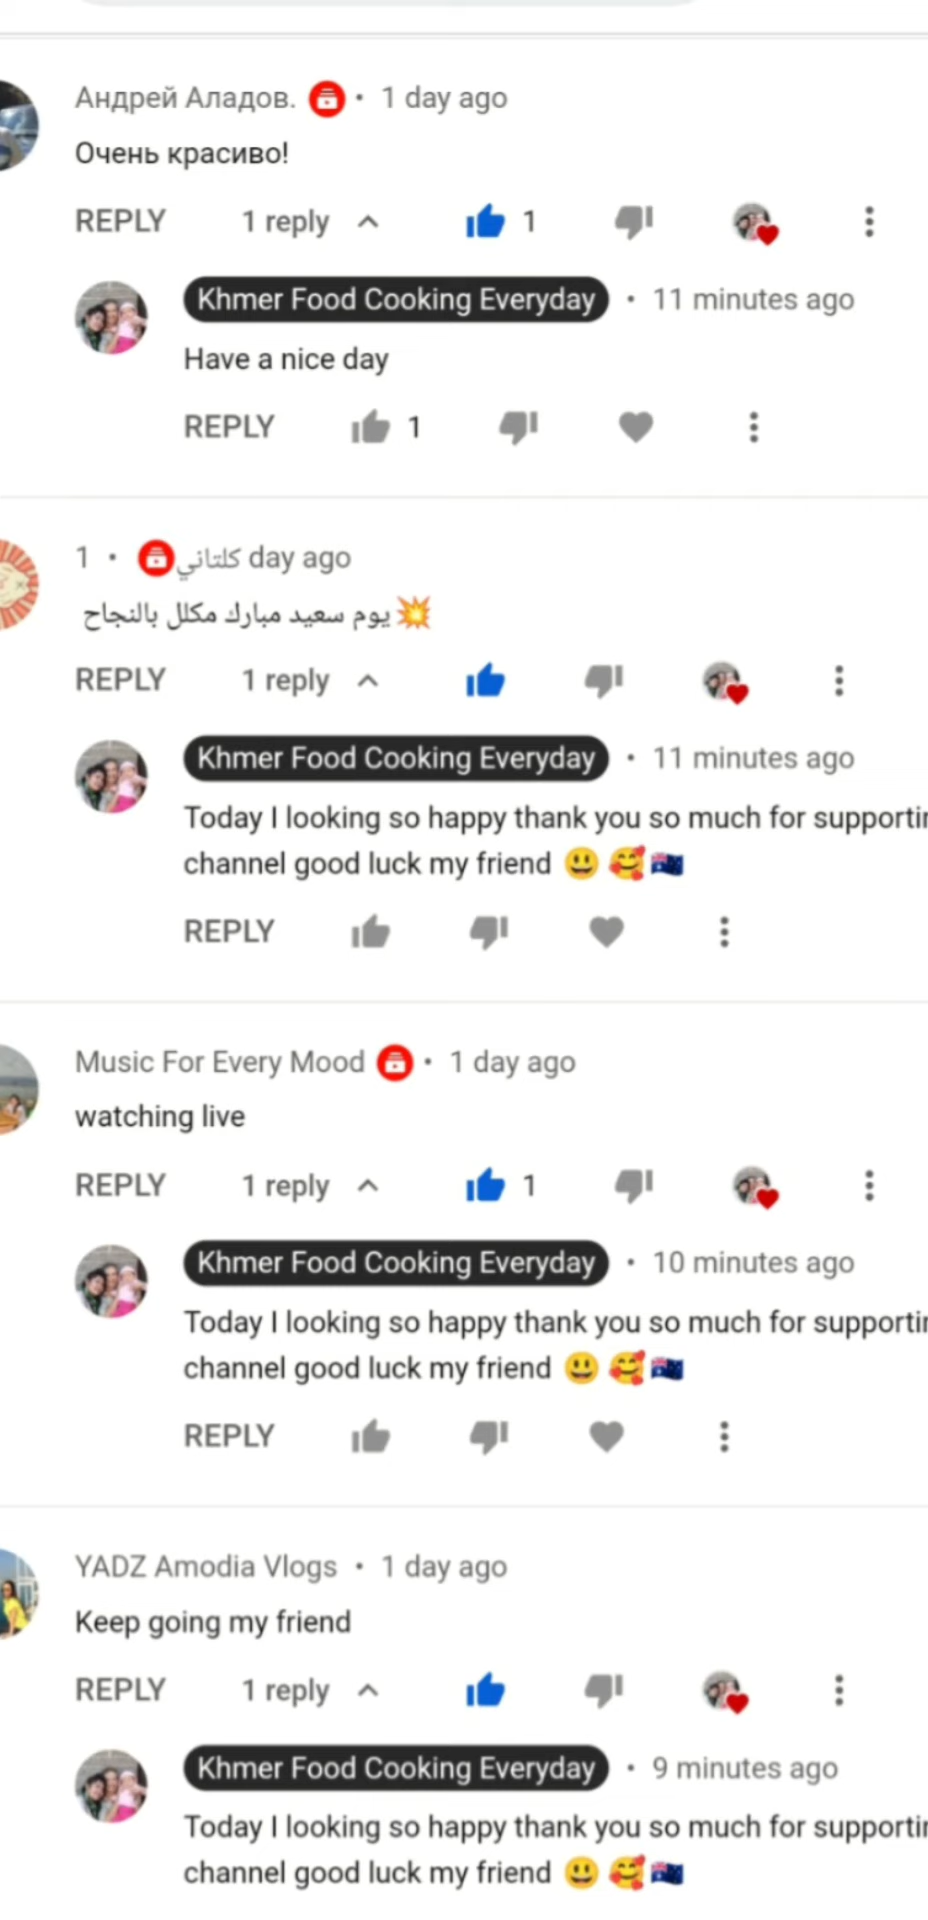 Андрей Аладов. • 1 day ago
Очень красиво!
REPLY 1 reply 1
Khmer Food Cooking Everyday • 11 minutes ago
Have a nice day
REPLY 1
1 • كلتاني day ago
💥يوم سعيد مبارك مكلل بالنجاح
REPLY 1 reply
Khmer Food Cooking Everyday • 11 minutes ago
Today I looking so happy thank you so much for
channel good luck my friend 😃 🥰 🇦🇺
REPLY
Music For Every Mood • 1 day ago
watching live
REPLY 1 reply 1
Khmer Food Cooking Everyday • 10 minutes ago
Today I looking so happy thank you so much for
channel good luck my friend 😃 🥰 🇦🇺
REPLY
YADZ Amodia Vlogs • 1 day ago
Keep going my friend
REPLY 1 reply
Khmer Food Cooking Everyday • 9 minutes ago
Today I looking so happy thank you so much for
channel good luck my friend 😃 🥰 🇦🇺